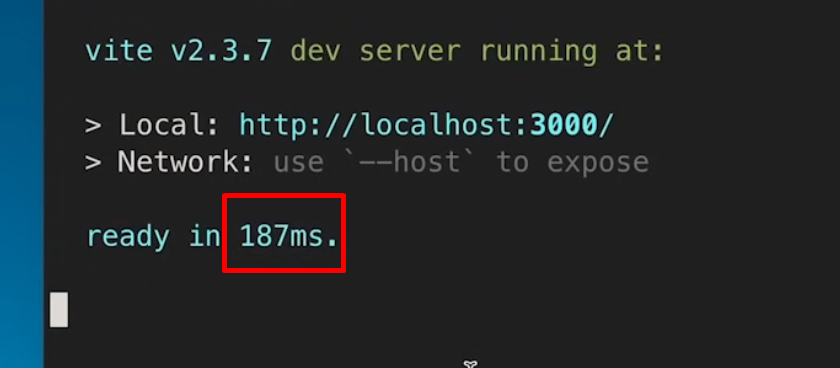 vite v2.3.7 dev server running at:
> Local: http://localhost:3000/
> Network: use `--host` to expose
ready in 187ms.